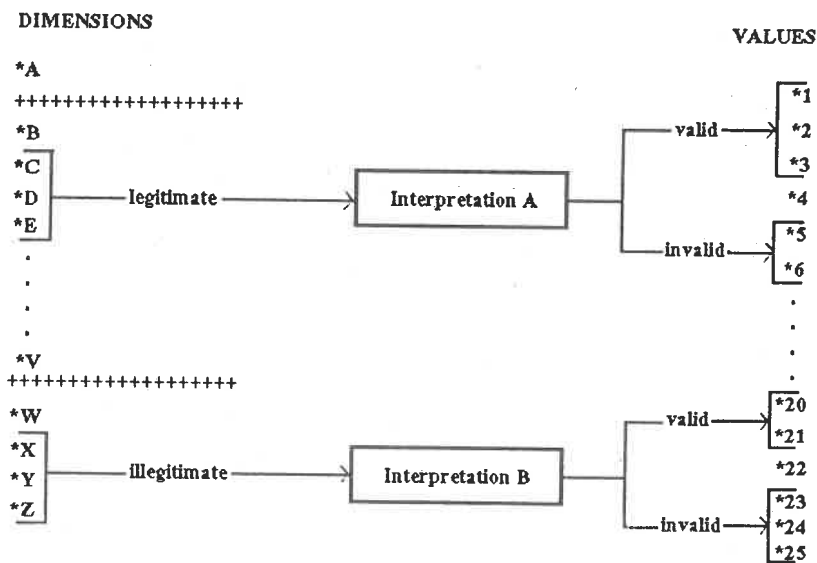 DIMENSIONS
VALUES
*A
++++++++++++++++++++
*B
*C
*D
*E
legitimate
Interpretation A
valid
*1
*2
*3
*4
invalid
*5
*6
*V
++++++++++++++++++++
*W
*X
*Y
*Z
illegitimate
Interpretation B
valid
*20
*21
*22
invalid
*23
*24
*25